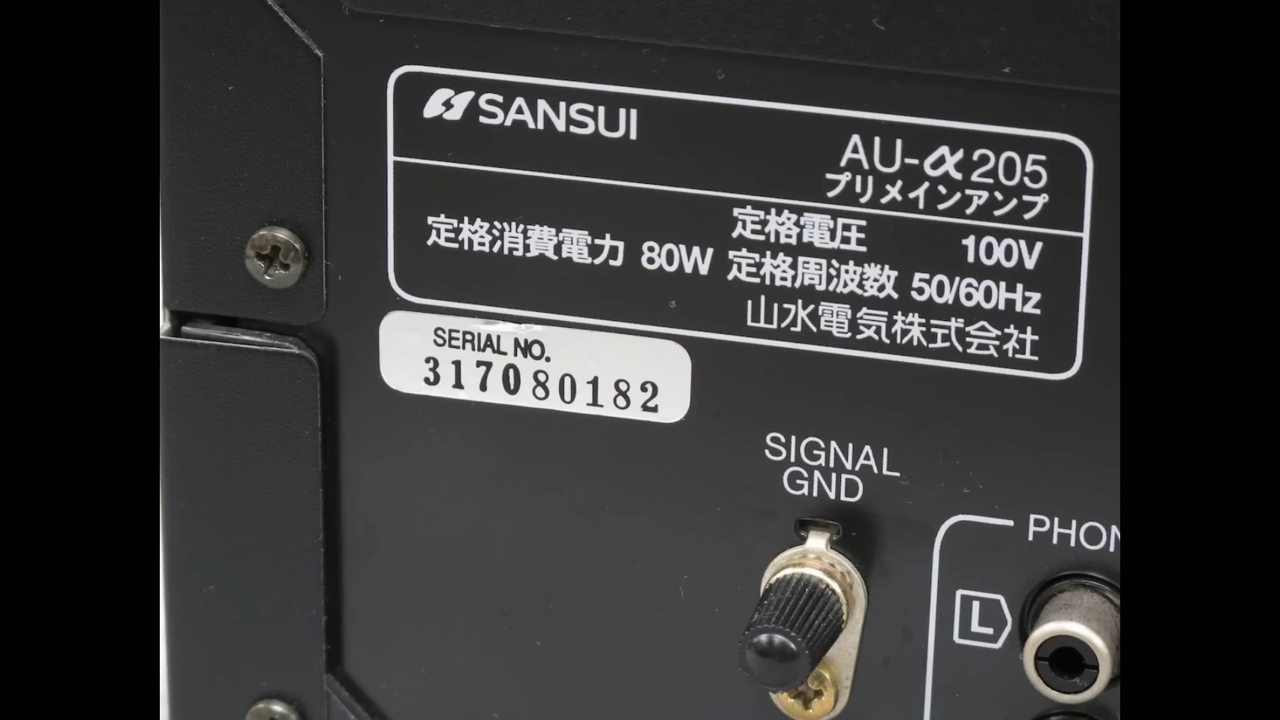 SANSUI
AU-α205
プリメインアンプ
定格電圧 100V
定格消費電力 80W 定格周波数 50/60Hz
山水電気株式会社
SERIAL NO.
317080182
SIGNAL
GND
PHON
L